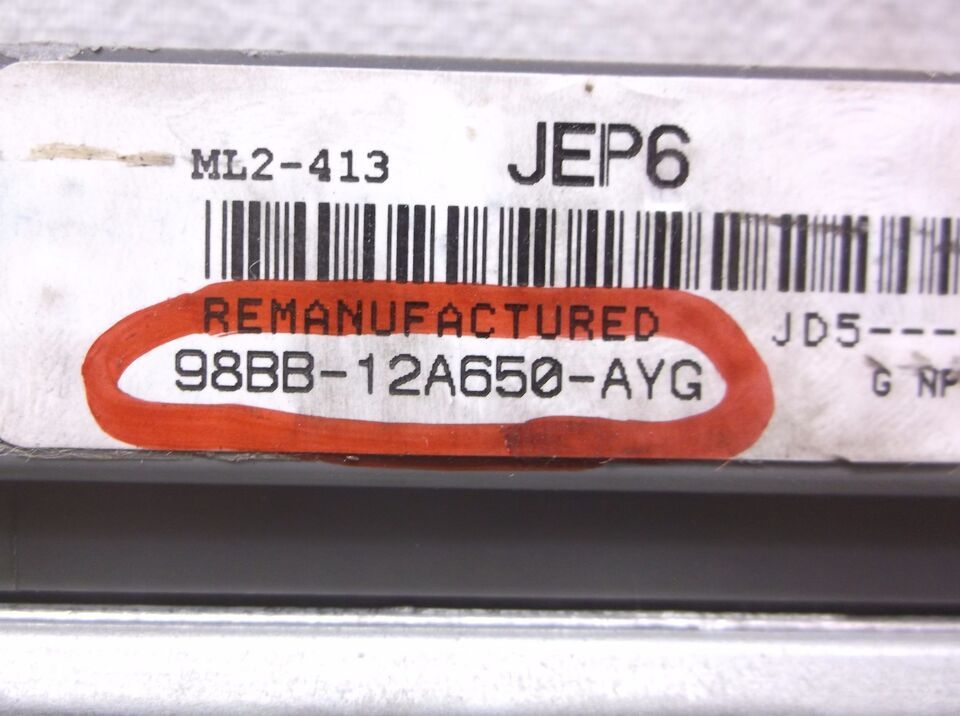 ML2-413 JEP6
REMANUFACTURED JD5---
98BB-12A650-AYG G NP